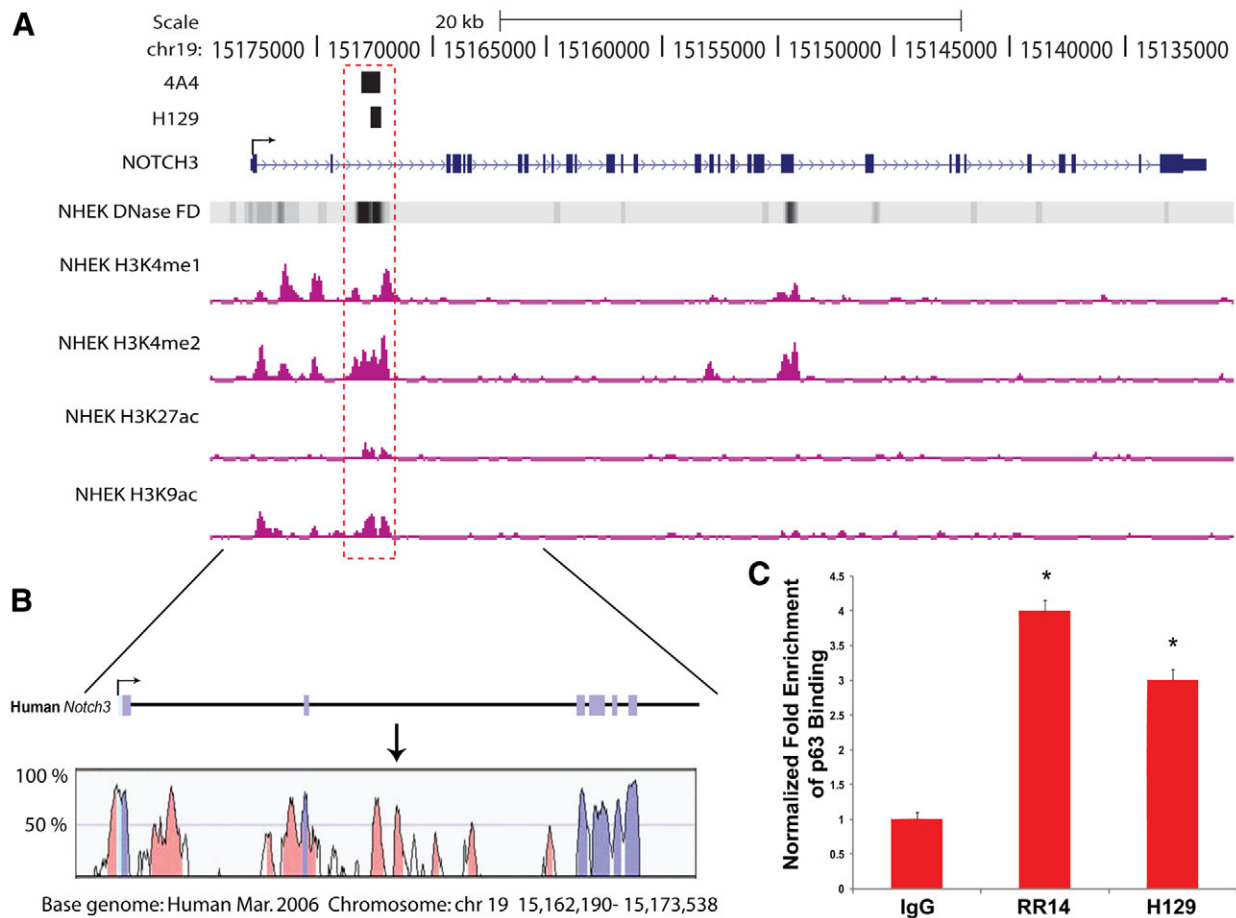 A
Scale 20 kb
chr19: 15175000 | 15170000 | 15165000 | 15160000 | 15155000 | 15150000 | 15145000 | 15140000 | 15135000
4A4
H129
NOTCH3
NHEK DNase FD
NHEK H3K4me1
NHEK H3K4me2
NHEK H3K27ac
NHEK H3K9ac
B
Human Notch3
100 %
50 %
Base genome: Human Mar. 2006 Chromosome: chr 19 15,162,190- 15,173,538
C
Normalized Fold Enrichment
of p63 Binding
4.5
4
3.5
3
2.5
2
1.5
1
0.5
0
* *
IgG RR14 H129